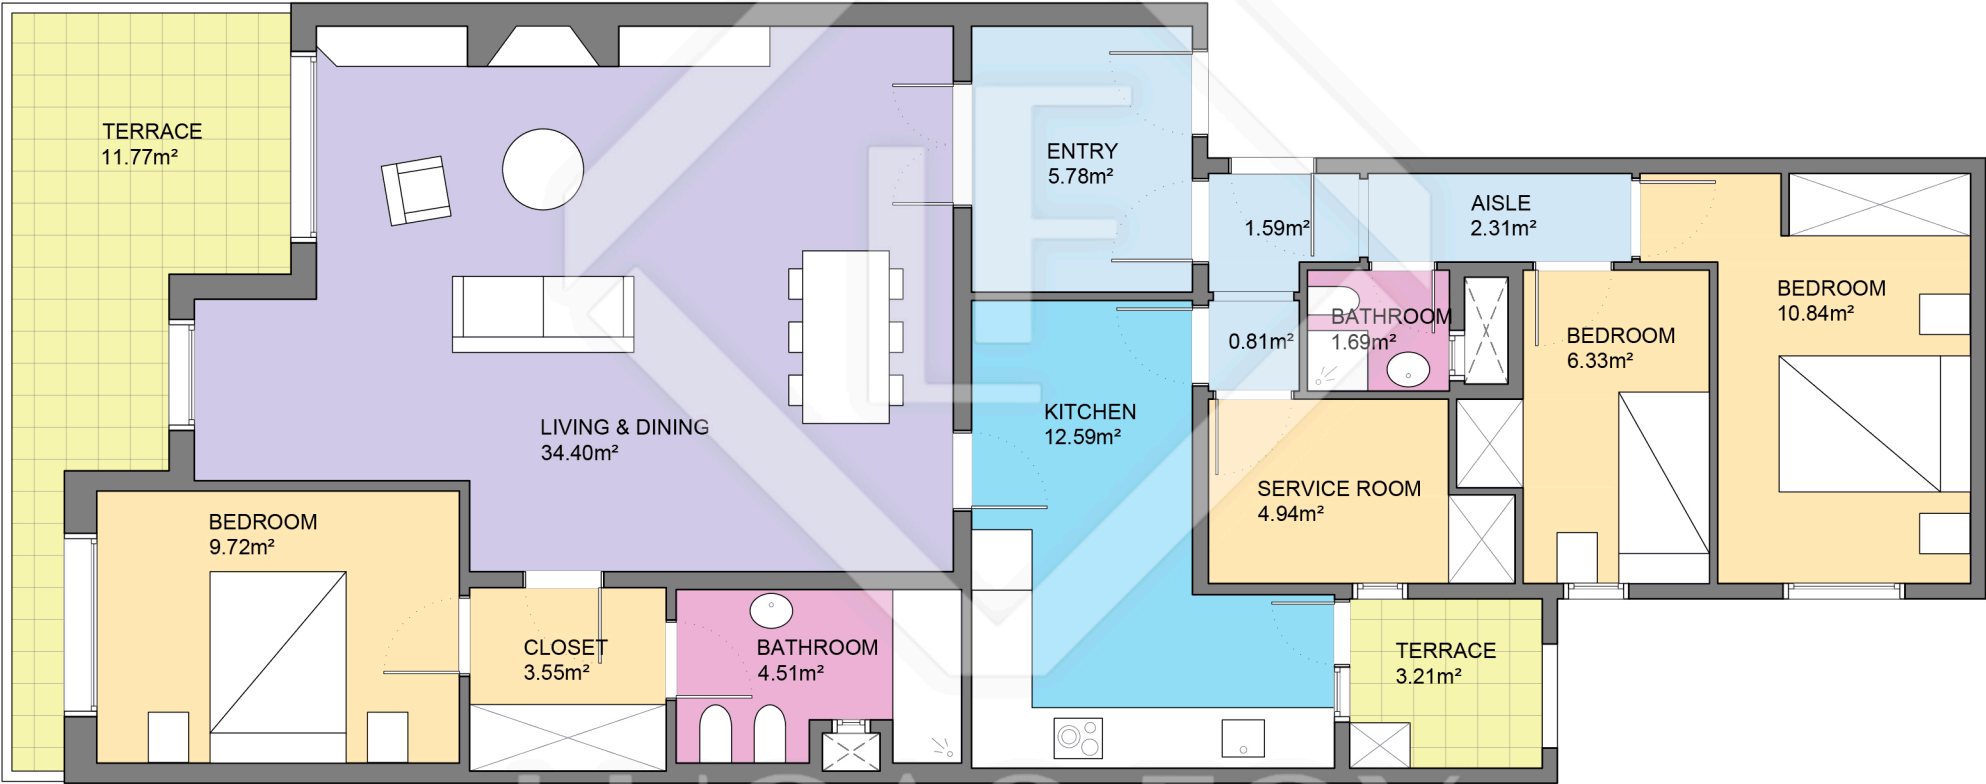 TERRACE
11.77m²
ENTRY
5.78m²
1.59m²
AISLE
2.31m²
BEDROOM
10.84m²
BATHROOM
1.69m²
0.81m²
BEDROOM
6.33m²
LIVING & DINING
34.40m²
KITCHEN
12.59m²
SERVICE ROOM
4.94m²
BEDROOM
9.72m²
CLOSET
3.55m²
BATHROOM
4.51m²
TERRACE
3.21m²
LF